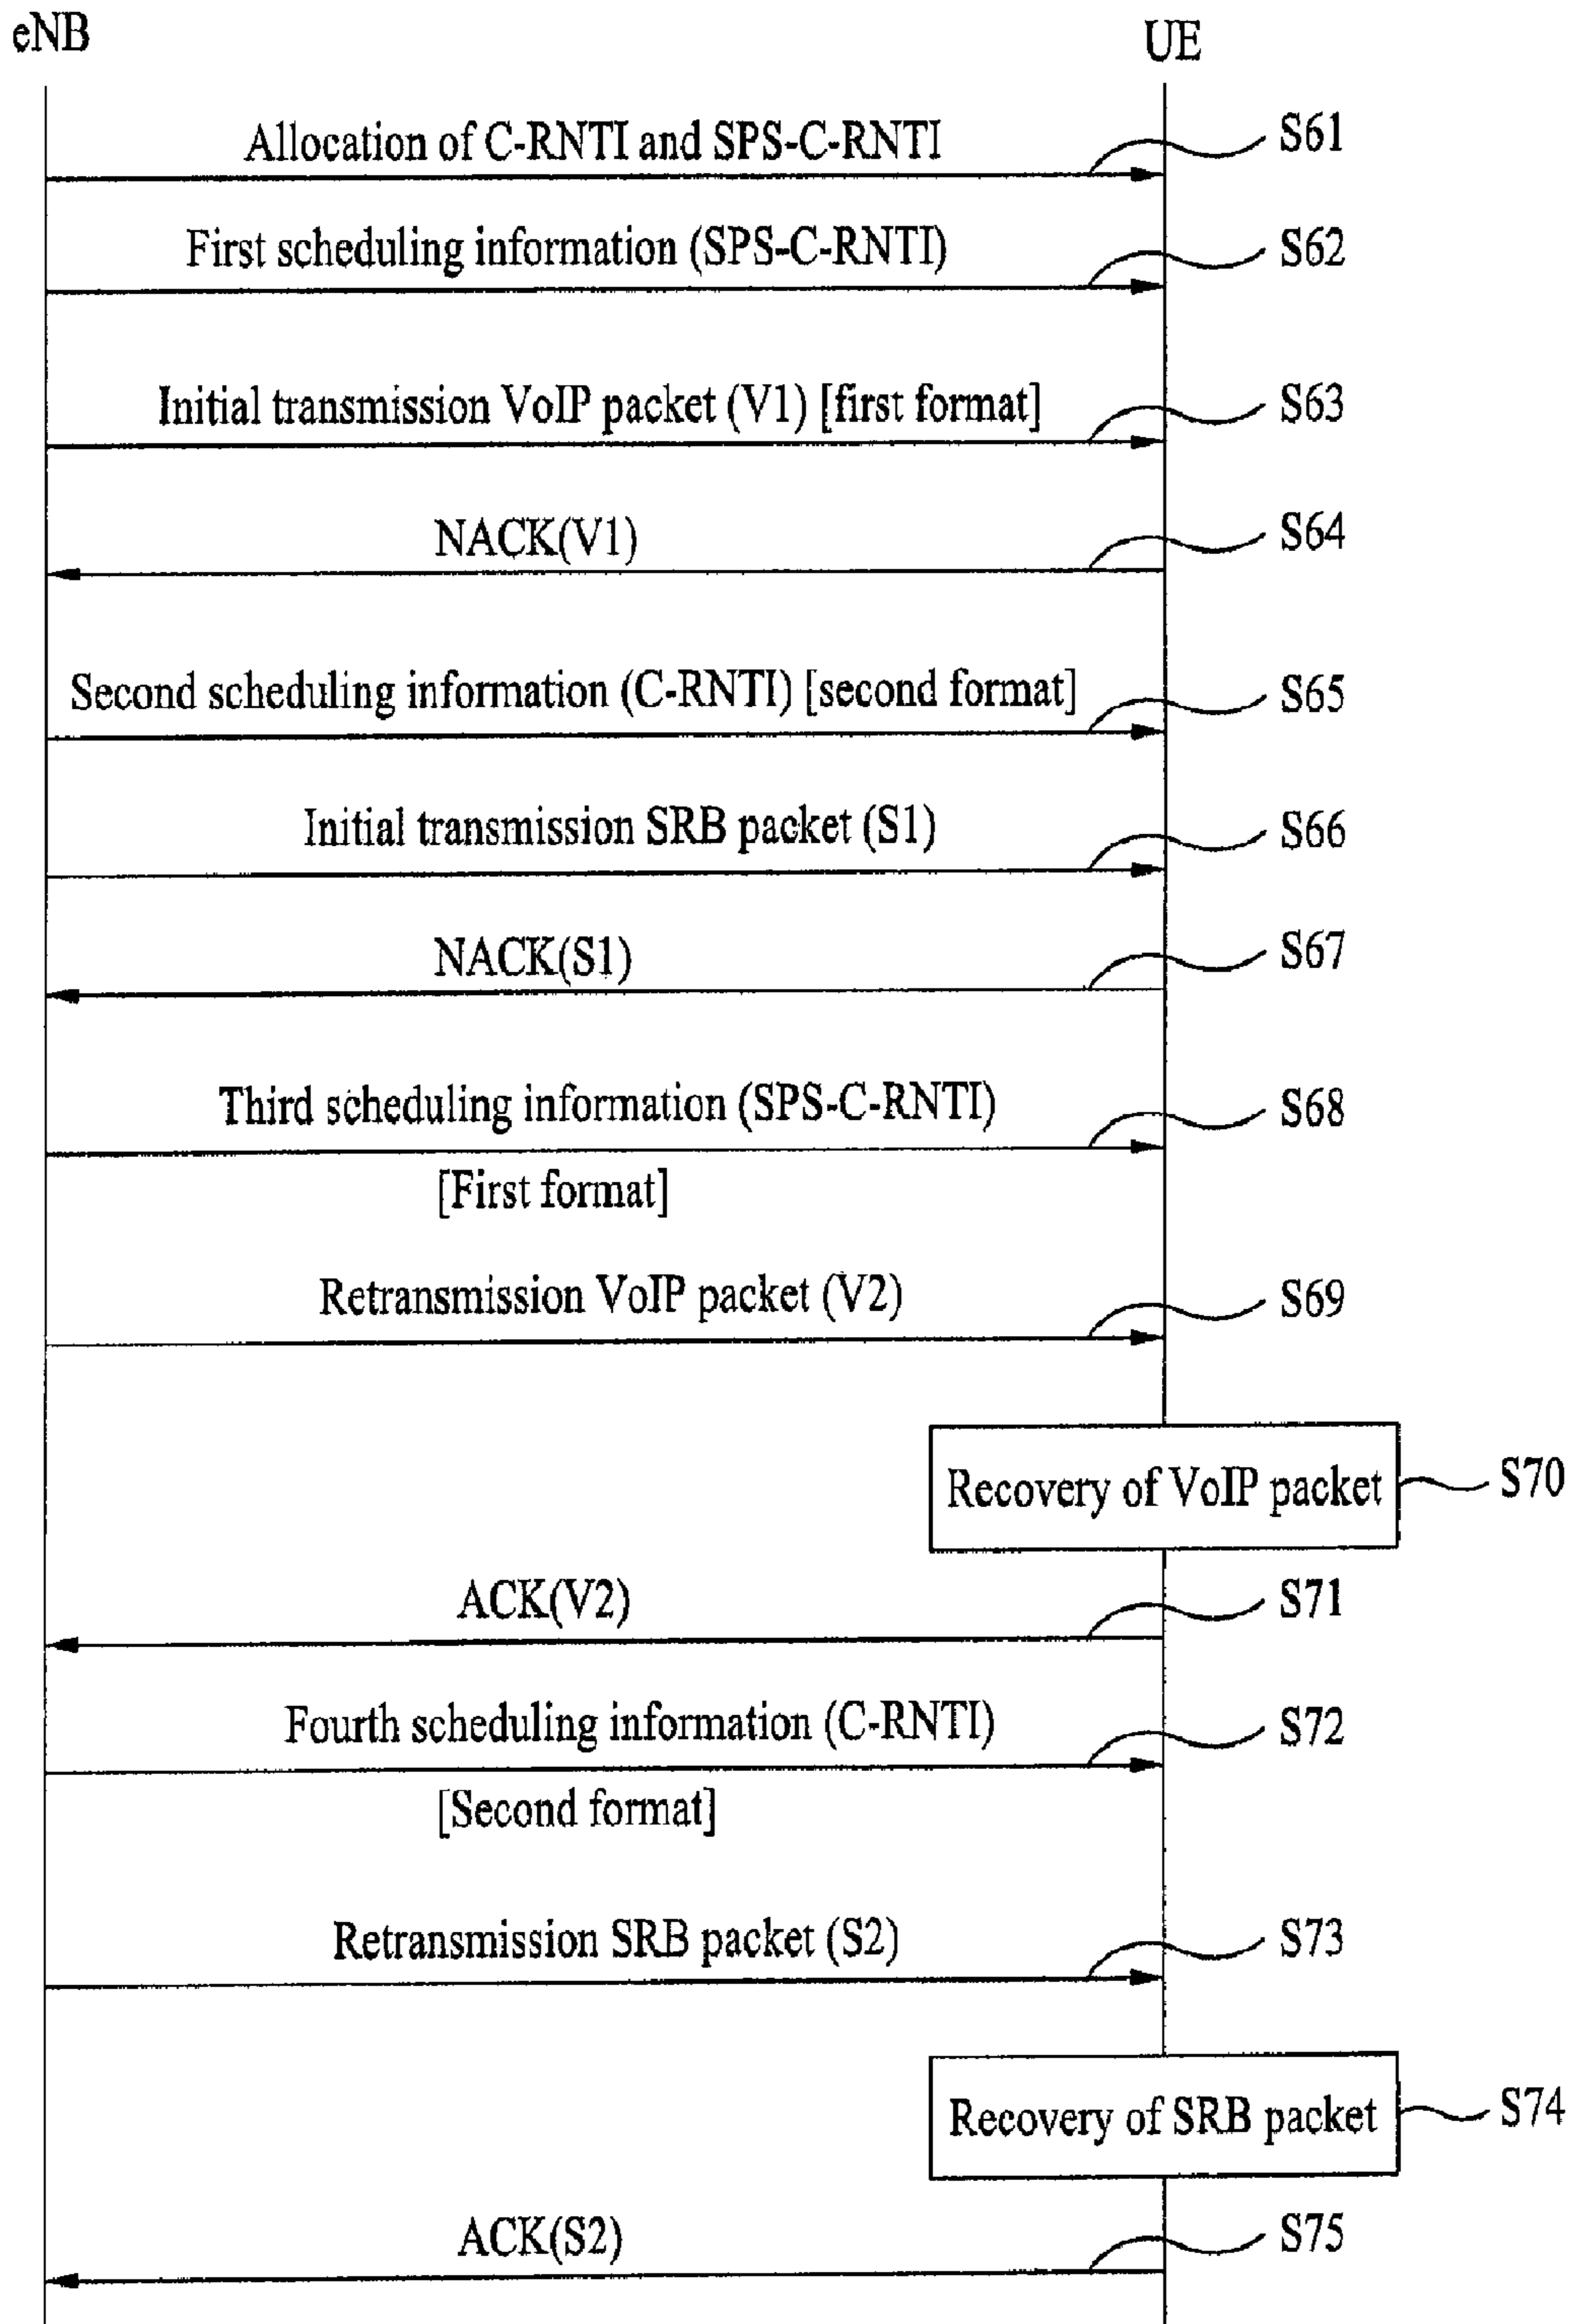 eNB
UE
Allocation of C-RNTI and SPS-C-RNTI
S61
First scheduling information (SPS-C-RNTI)
S62
Initial transmission VoIP packet (V1) [first format]
S63
NACK(V1)
S64
Second scheduling information (C-RNTI) [second format]
S65
Initial transmission SRB packet (S1)
S66
NACK(S1)
S67
Third scheduling information (SPS-C-RNTI)
S68
[First format]
Retransmission VoIP packet (V2)
S69
Recovery of VoIP packet
S70
ACK(V2)
S71
Fourth scheduling information (C-RNTI)
S72
[Second format]
Retransmission SRB packet (S2)
S73
Recovery of SRB packet
S74
ACK(S2)
S75